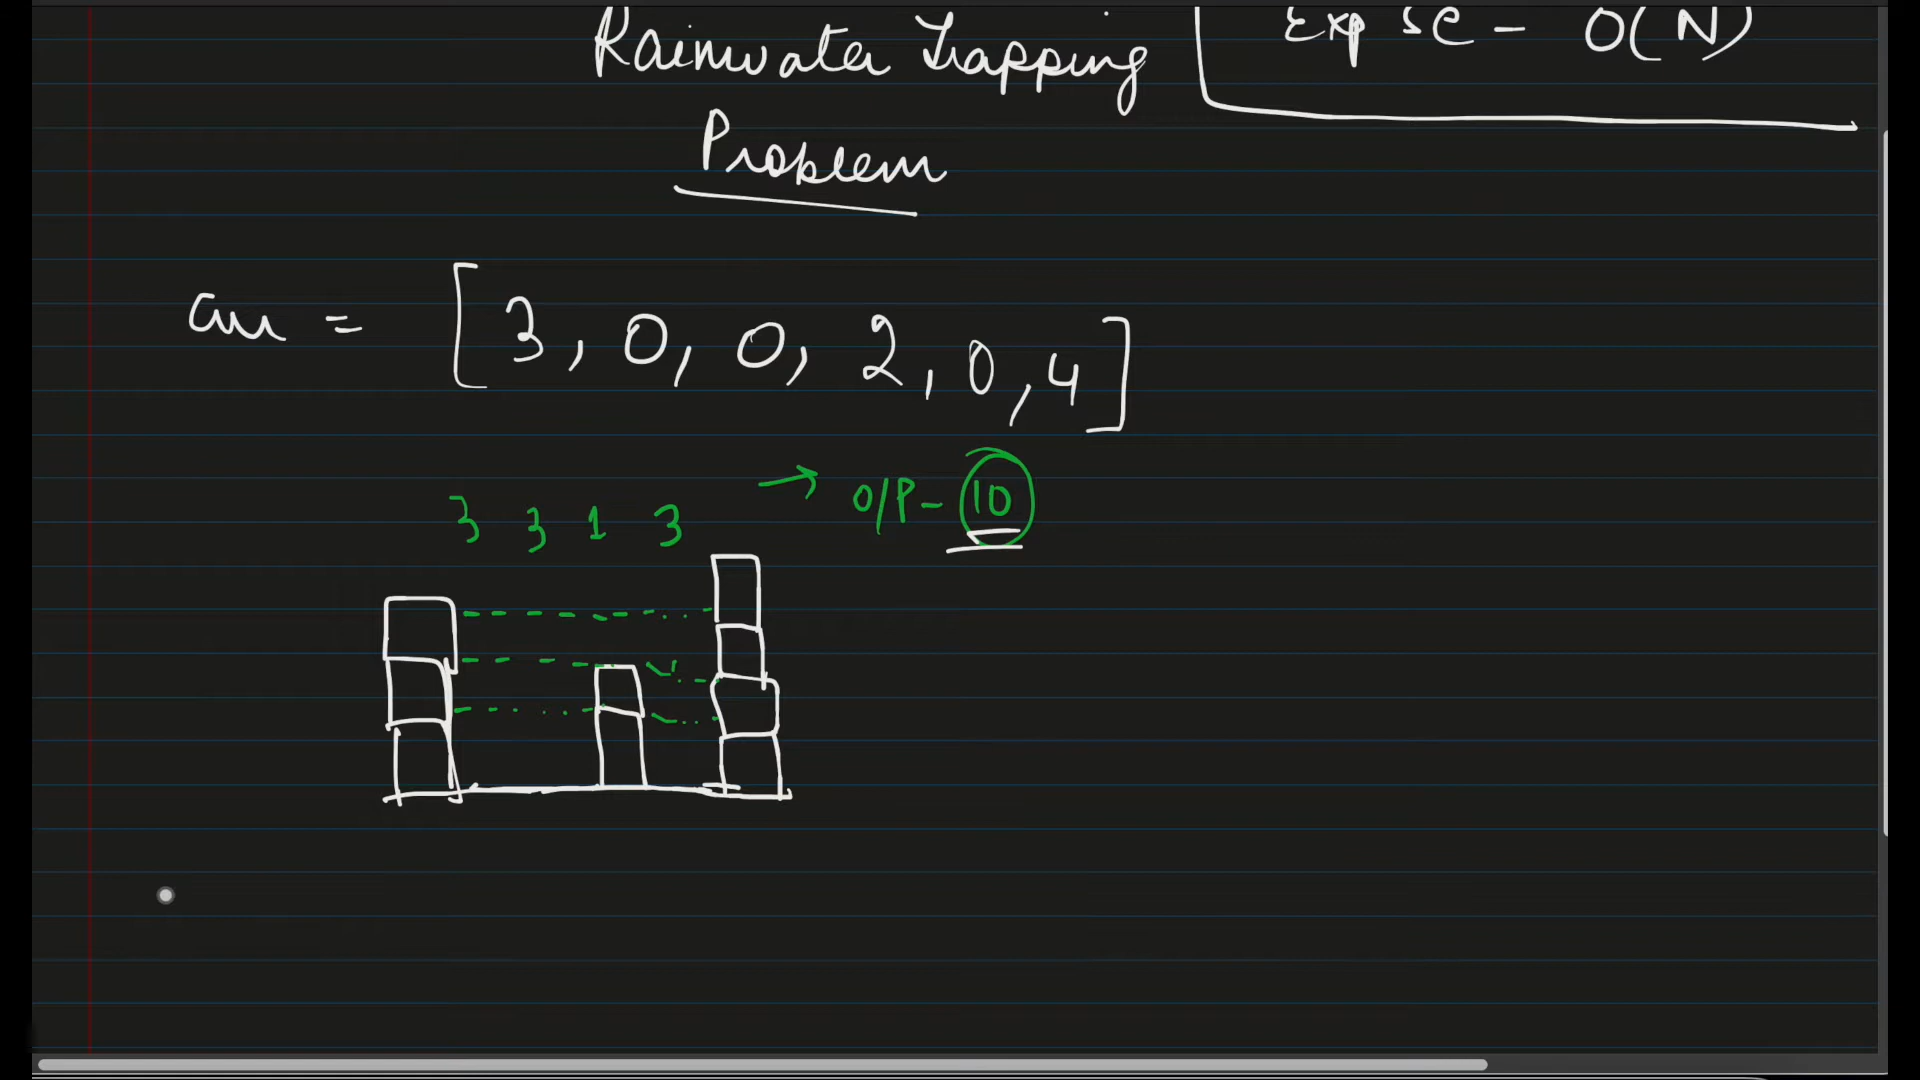 Rainwater Trapping
Problem
Exp SC - O(N)
arr = [3, 0, 0, 2, 0, 4]
3 3 1 3 → O/P - 10